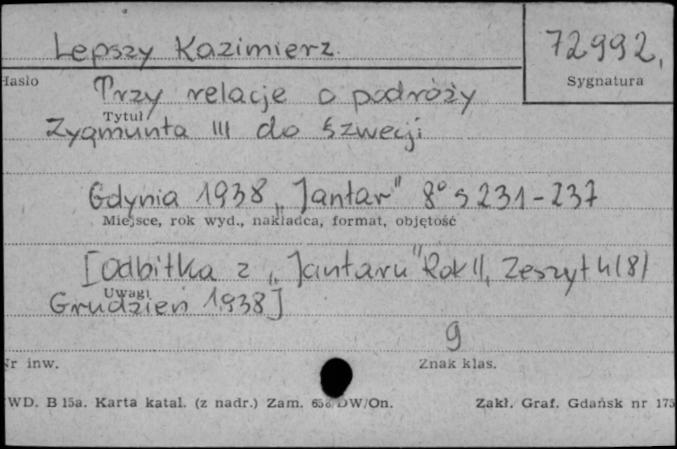 Lepszy Kazimierz.
72992,
Hasło
Sygnatura
Trzy relacje o podróży
Tytuł
Zygmunta III do Szwecji
Gdynia 1938 „Jantar" 8° s 231-237
Miejsce, rok wyd., nakładca, format, objętość
[Odbitka z „Jantaru" Rok II, Zeszyt 4(8)
Uwagi
Grudzień 1938]
g
Nr inw.
Znak klas.
WD. B 15a. Karta katal. (z nadr.) Zam. DW/On.
Zakł. Graf. Gdańsk nr 175